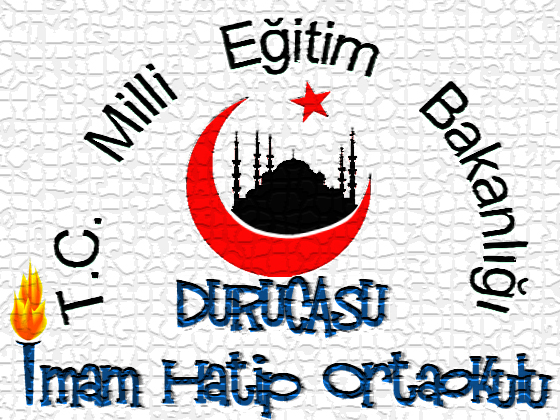 T.C. Milli Eğitim Bakanlığı
DURUCASU
İmam Hatip Ortaokulu